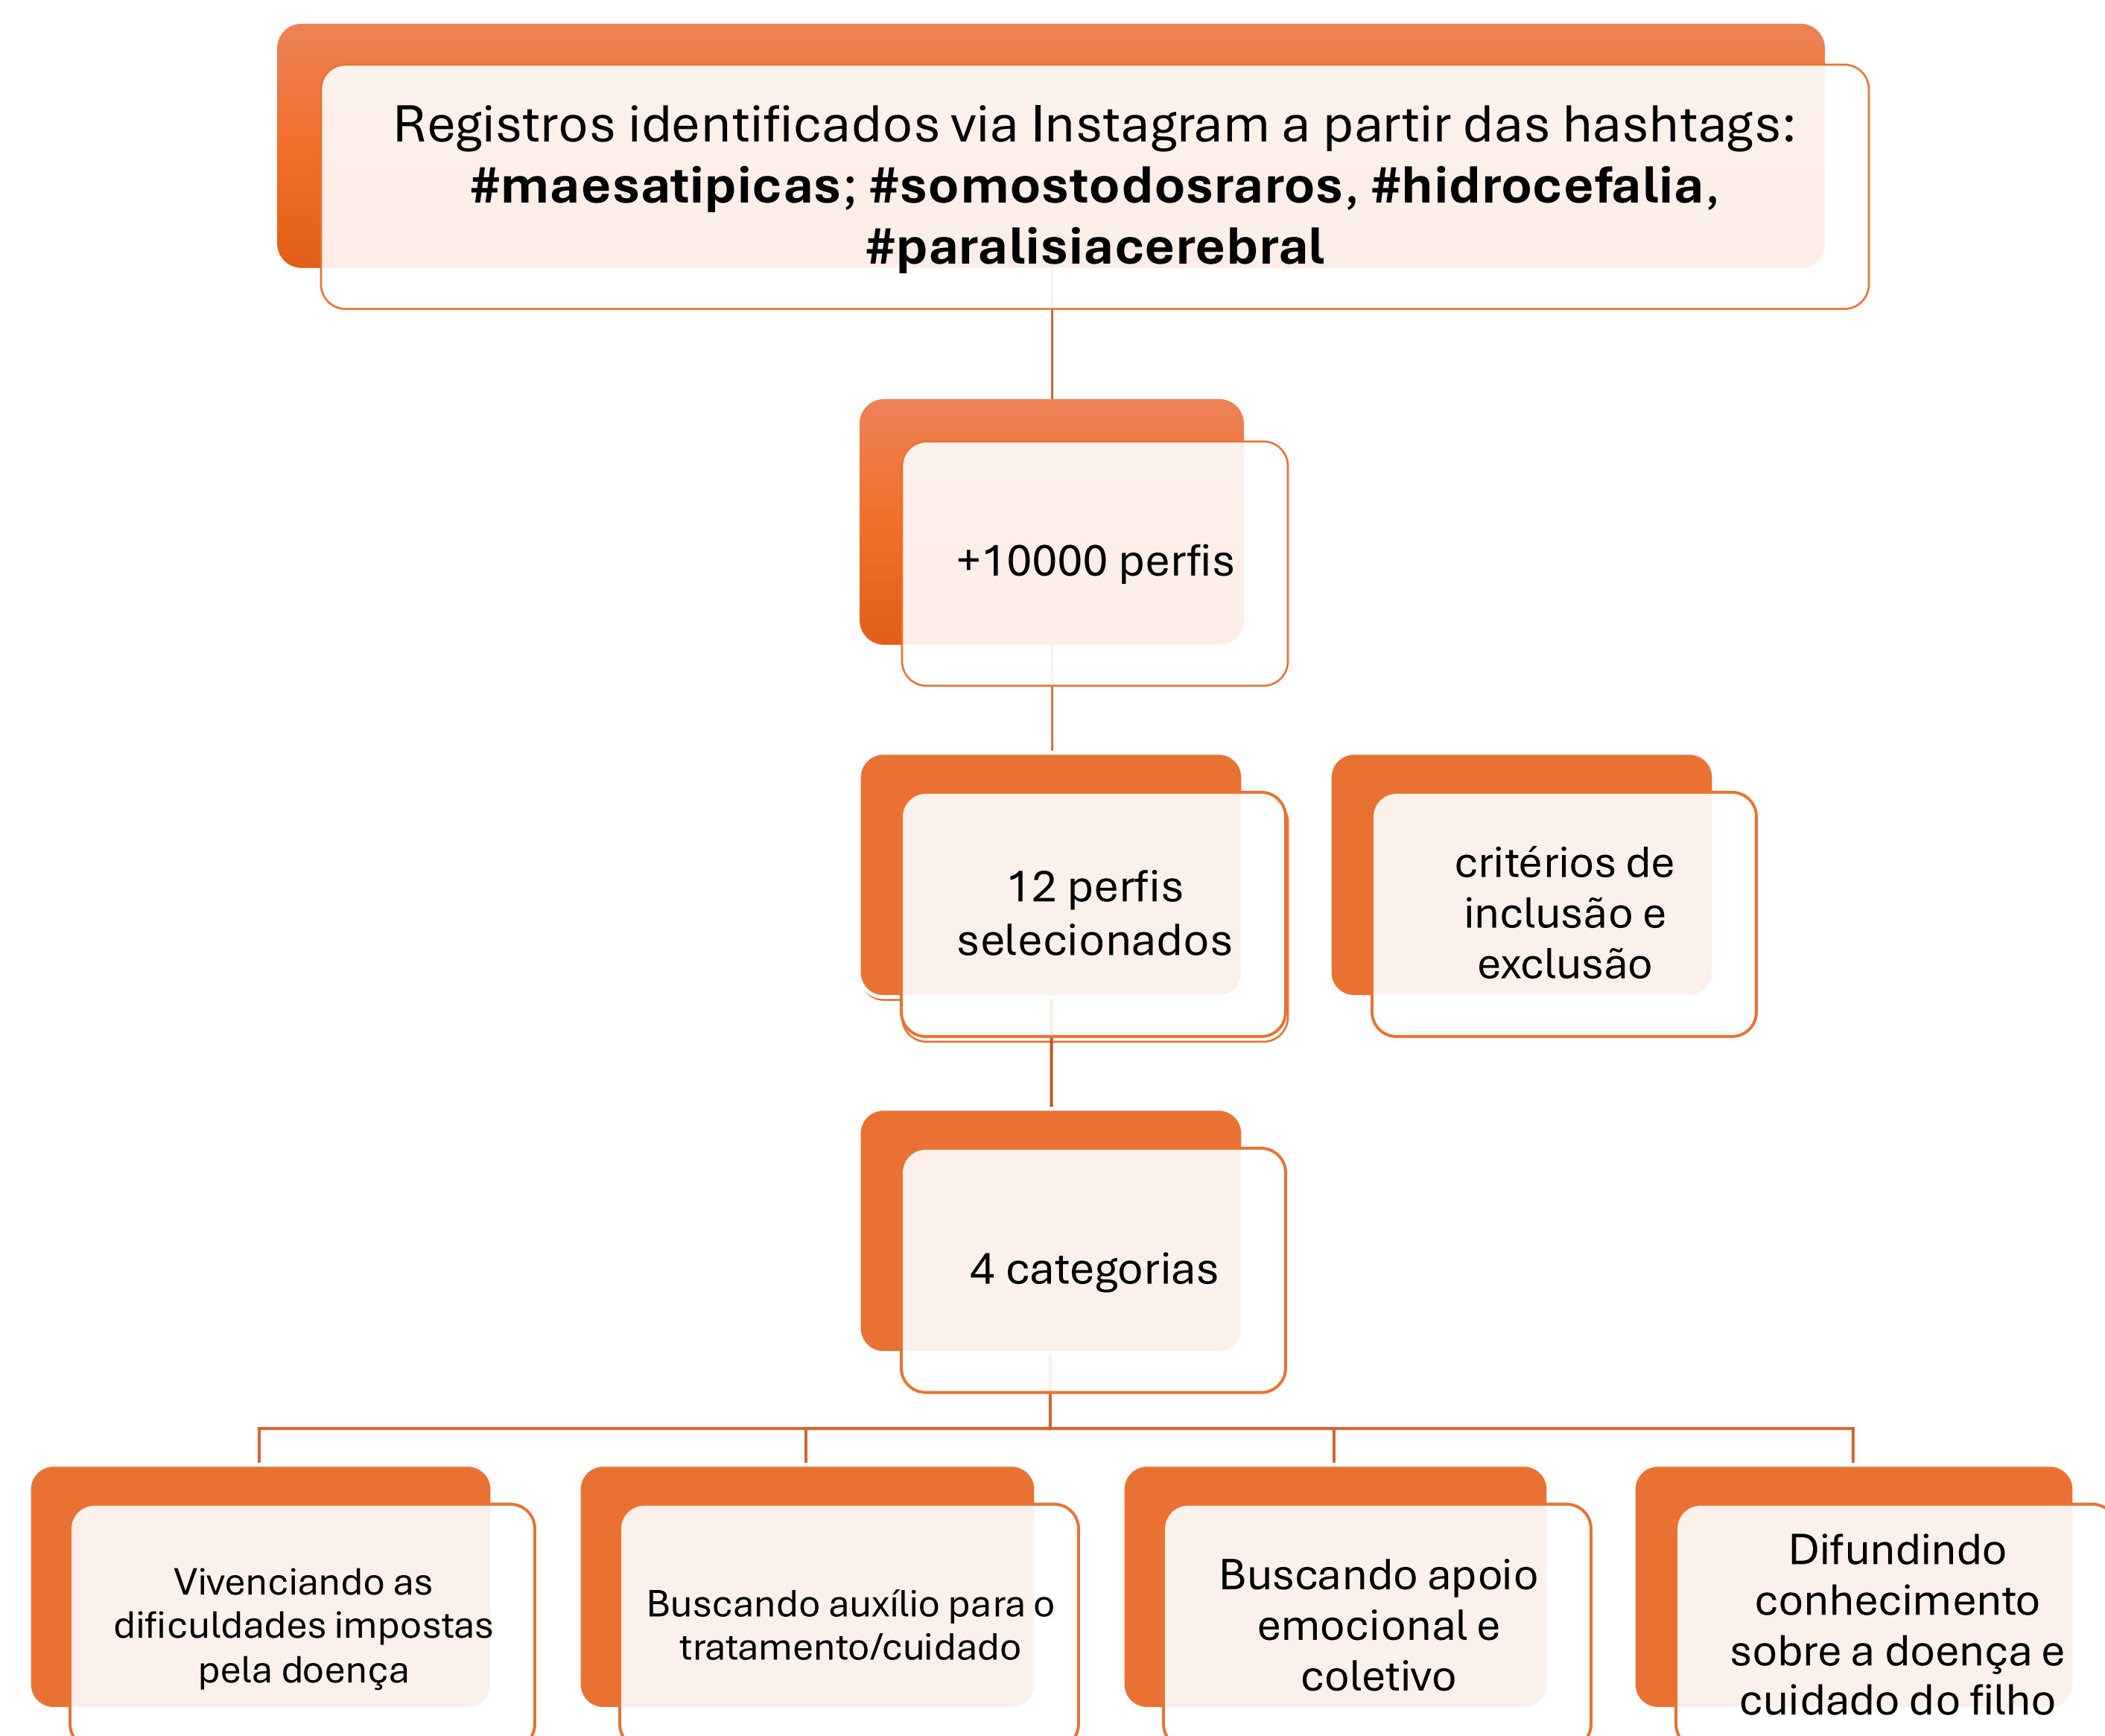 Registros identificados via Instagram a partir das hashtags:
#maesatipicas; #somostodosraros, #hidrocefalia,
#paralisiacerebral
+10000 perfis
12 perfis
selecionados
critérios de
inclusão e
exclusão
4 categorias
Vivenciando as
dificuldades impostas
pela doença
Buscando auxílio para o
tratamento/cuidado
Buscando apoio
emocional e
coletivo
Difundindo
conhecimento
sobre a doença e
cuidado do filho